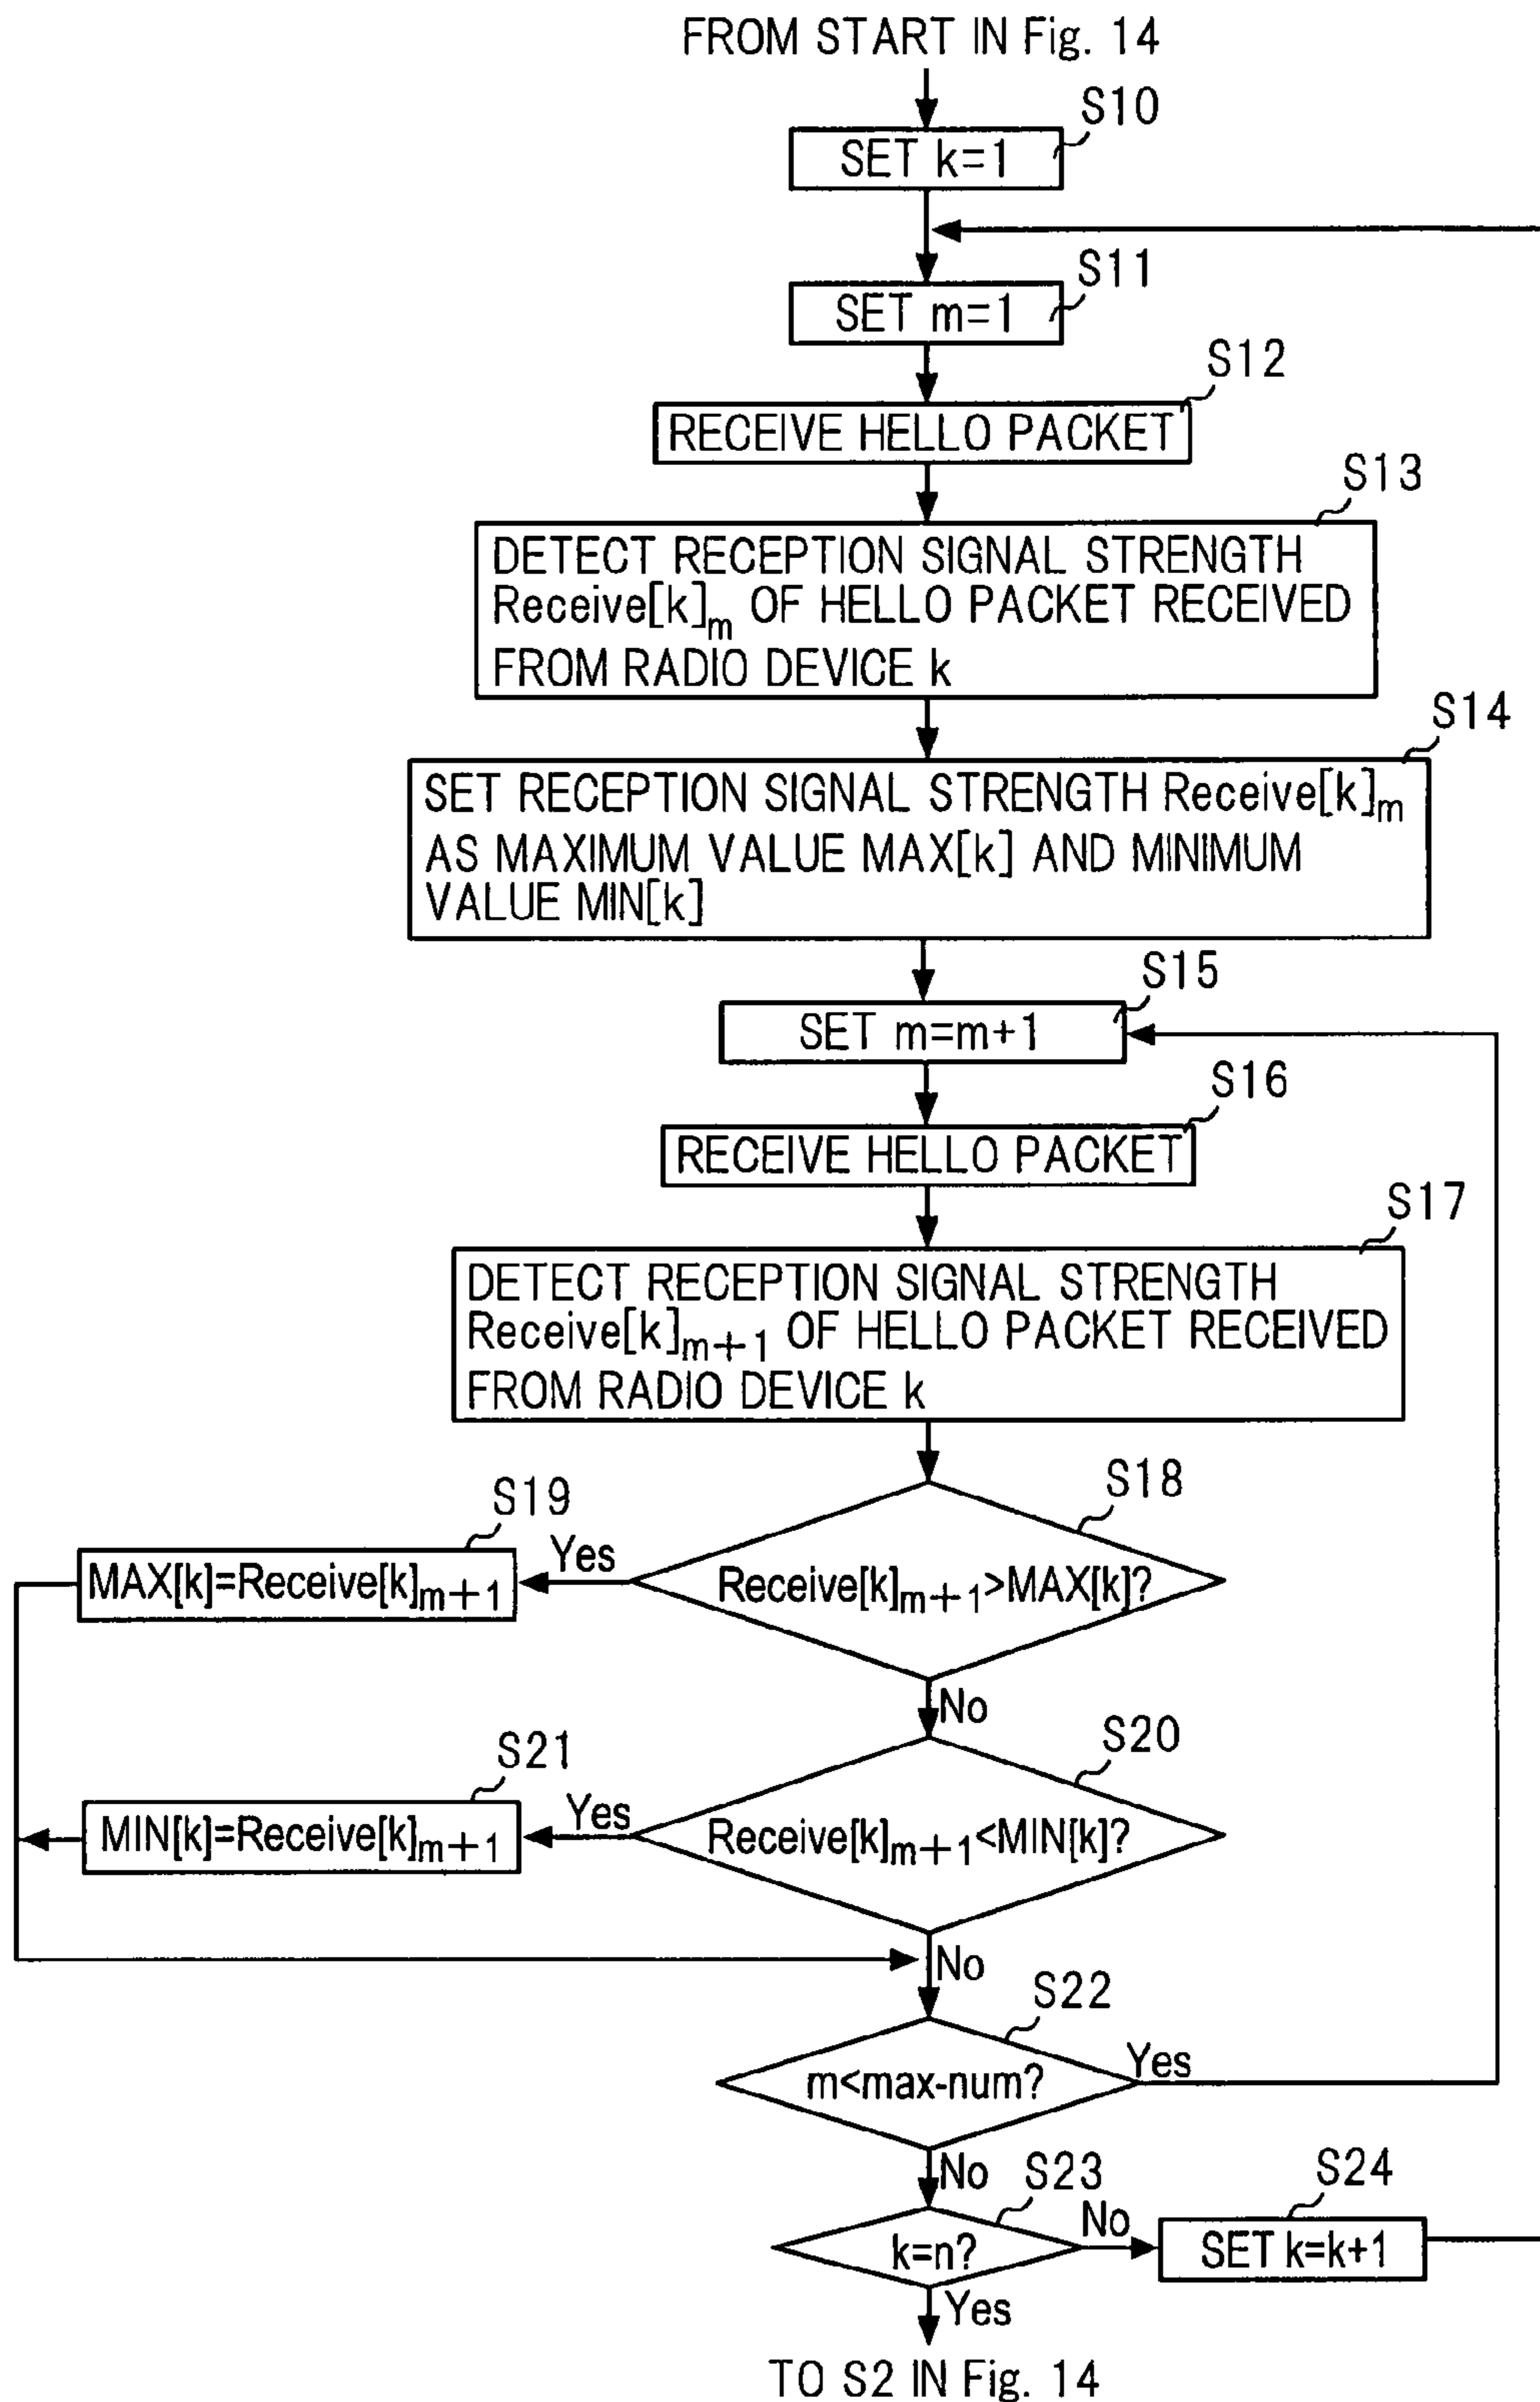 FROM START IN Fig. 14
S10
SET k=1
S11
SET m=1
S12
RECEIVE HELLO PACKET
S13
DETECT RECEPTION SIGNAL STRENGTH
Receive[k]m OF HELLO PACKET RECEIVED
FROM RADIO DEVICE k
S14
SET RECEPTION SIGNAL STRENGTH Receive[k]m
AS MAXIMUM VALUE MAX[k] AND MINIMUM
VALUE MIN[k]
S15
SET m=m+1
S16
RECEIVE HELLO PACKET
S17
DETECT RECEPTION SIGNAL STRENGTH
Receive[k]m+1 OF HELLO PACKET RECEIVED
FROM RADIO DEVICE k
S18
Receive[k]m+1>MAX[k]?
Yes
S19
MAX[k]=Receive[k]m+1
No
S20
Receive[k]m+1<MIN[k]?
Yes
S21
MIN[k]=Receive[k]m+1
No
S22
m<max-num?
Yes
No
S23
k=n?
No
S24
SET k=k+1
Yes
TO S2 IN Fig. 14